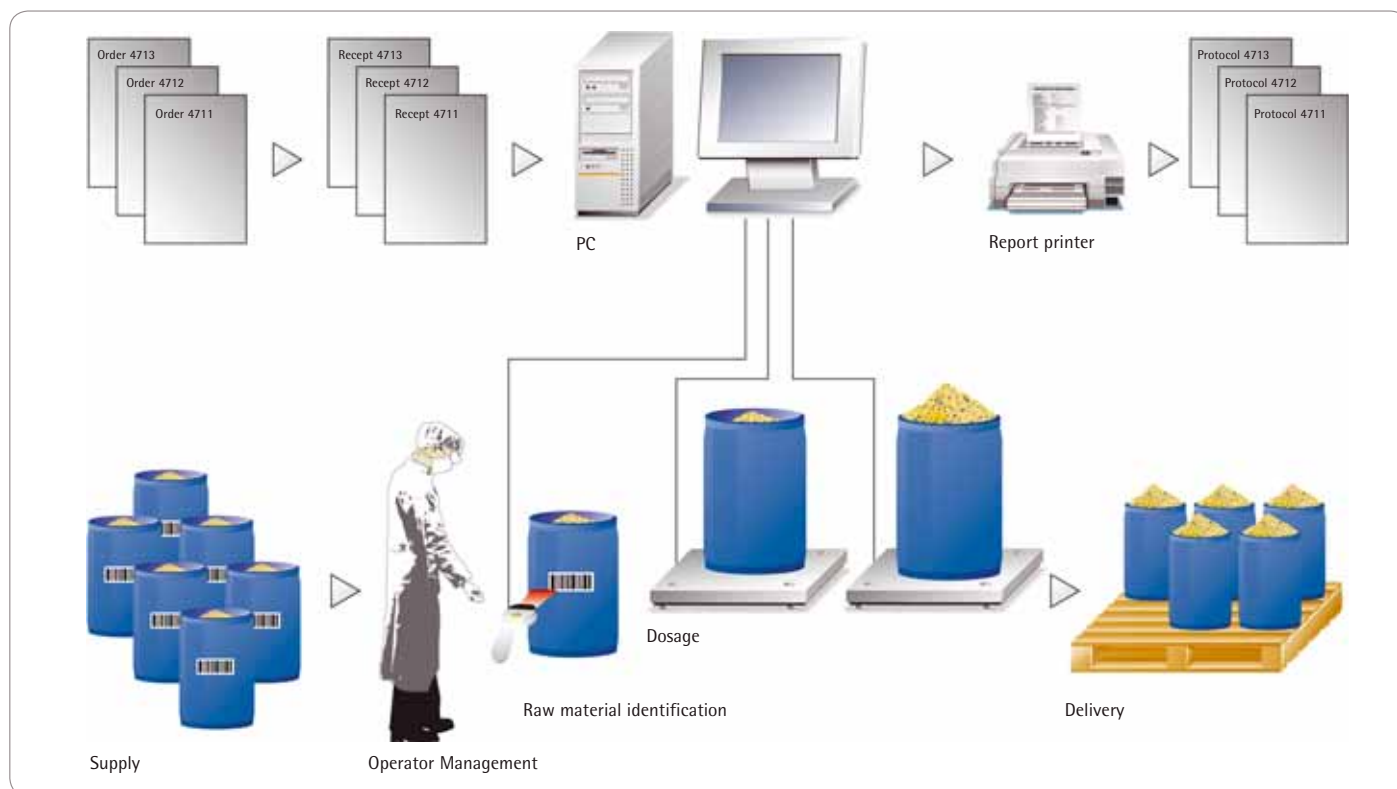 Order 4713
Order 4712
Order 4711
Recept 4713
Recept 4712
Recept 4711
PC
Report printer
Protocol 4713
Protocol 4712
Protocol 4711
Dosage
Raw material identification
Delivery
Supply
Operator Management